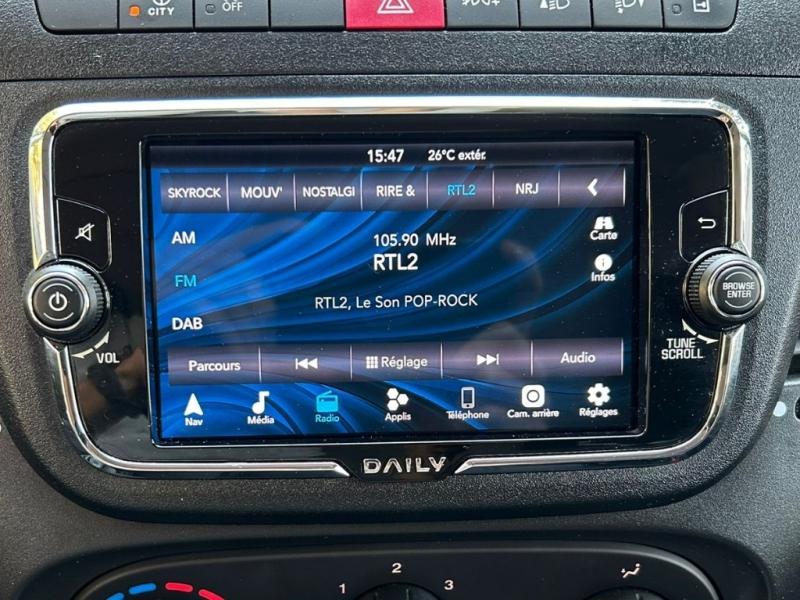 CITY
OFF
15:47 26°C extér.
SKYROCK MOUV' NOSTALGI RIRE & RTL2 NRJ
AM
105.90 MHz
Carte
RTL2
FM
Infos
RTL2, Le Son POP-ROCK
DAB
BROWSE
ENTER
VOL
TUNE
SCROLL
Parcours Réglage Audio
Nav Média Radio Applis Téléphone Cam. arrière Réglages
DAILY
1 2 3